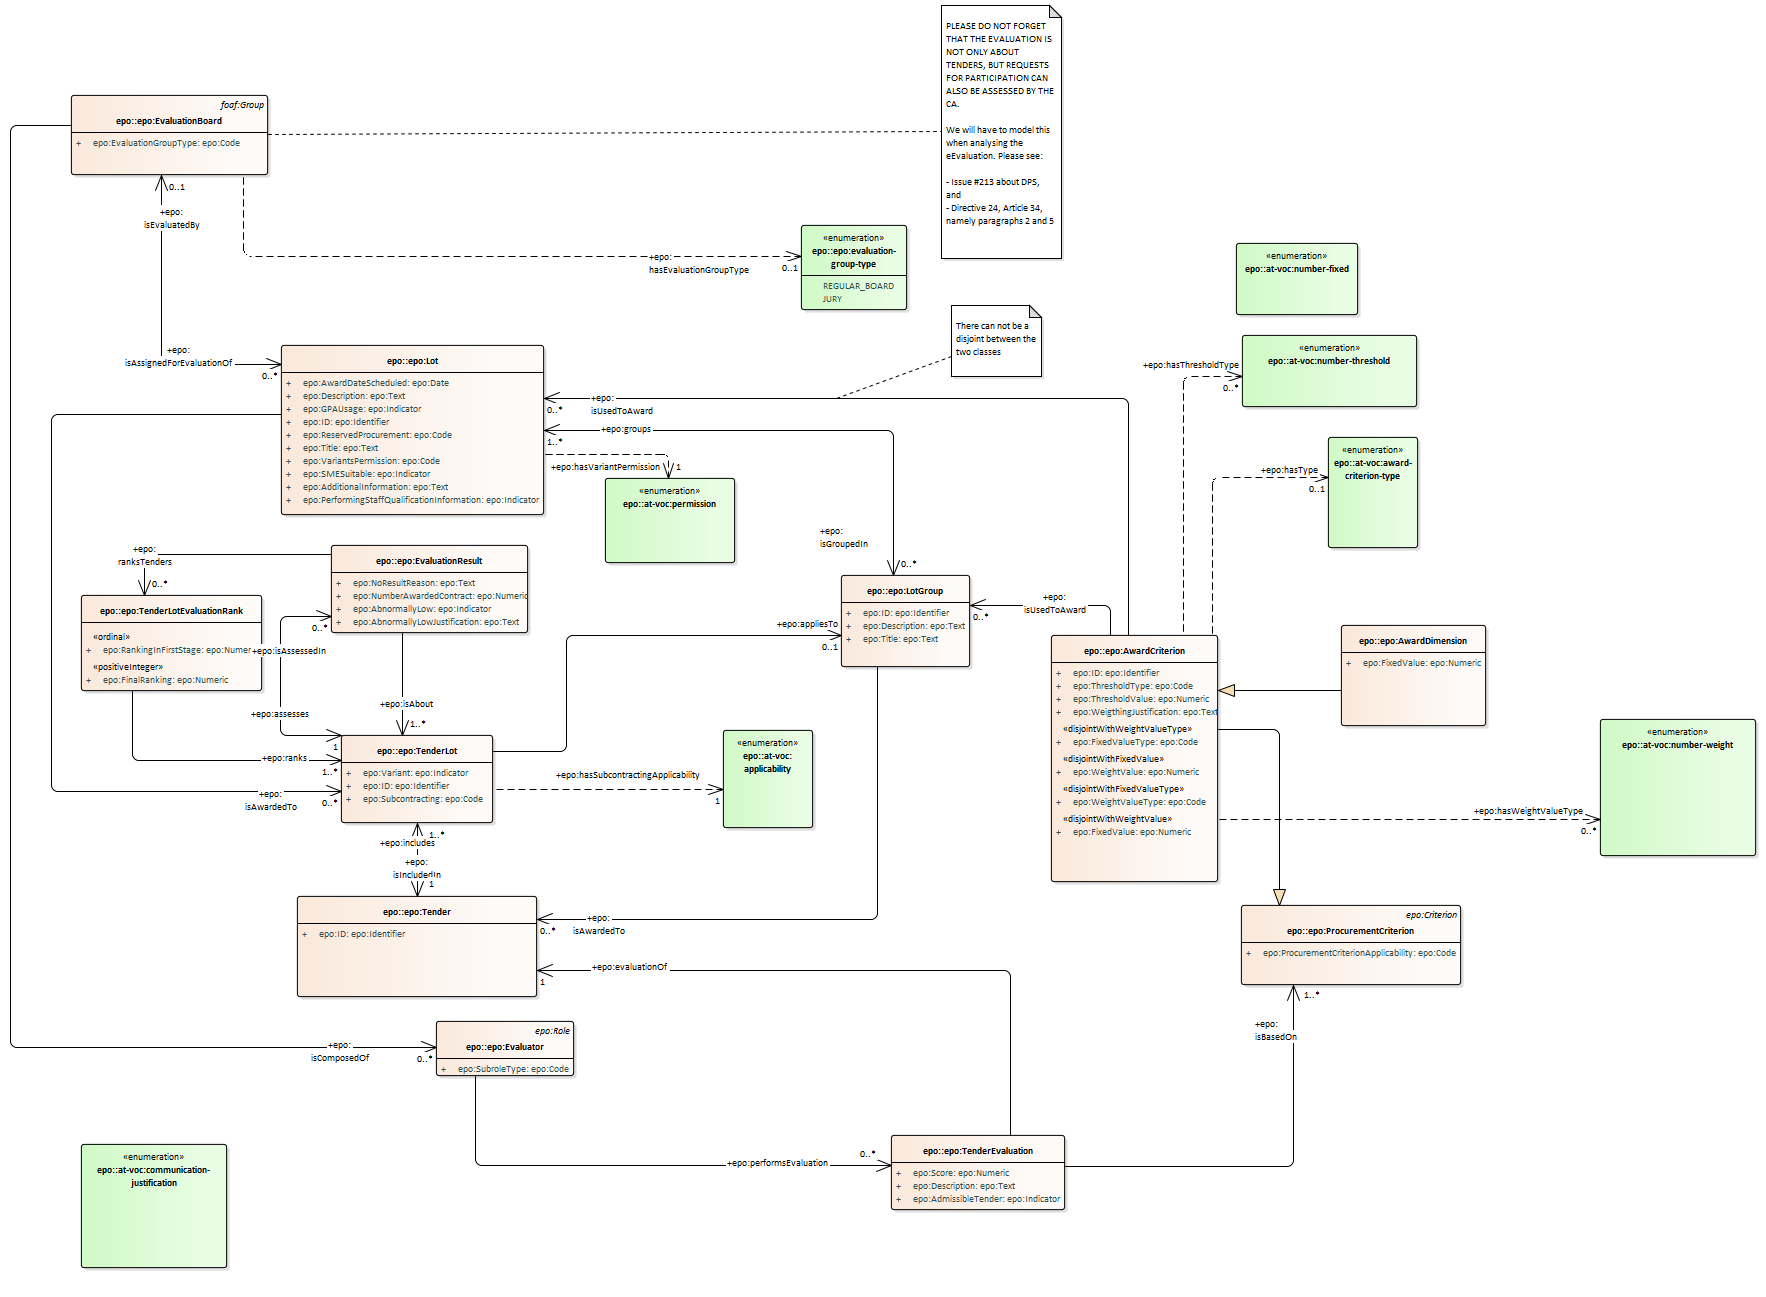 PLEASE DO NOT FORGET
THAT THE EVALUATION IS
NOT ONLY ABOUT
TENDERS, BUT REQUESTS
FOR PARTICIPATION CAN
ALSO BE ASSESSED BY THE
CA.
We will have to model this
when analysing the
eEvaluation. Please see:
- Issue #213 about DPS,
and
- Directive 24, Article 34,
namely paragraphs 2 and 5
foaf:Group
epo::epo:EvaluationBoard
+ epo:EvaluationGroupType: epo:Code
0..1
+epo:
isEvaluatedBy
+epo:
hasEvaluationGroupType
0..1
«enumeration»
epo::epo:evaluation-
group-type
REGULAR_BOARD
JURY
«enumeration»
epo::at-voc:number-fixed
There can not be a
disjoint between the
two classes
«enumeration»
epo::at-voc:number-threshold
+epo:hasThresholdType
0..*
+epo:
isAssignedForEvaluationOf
0..*
epo::epo:Lot
+ epo:AwardDateScheduled: epo:Date
+ epo:Description: epo:Text
+ epo:GPAUsage: epo:Indicator
+ epo:ID: epo:Identifier
+ epo:ReservedProcurement: epo:Code
+ epo:Title: epo:Text
+ epo:VariantsPermission: epo:Code
+ epo:SMESuitable: epo:Indicator
+ epo:AdditionalInformation: epo:Text
+ epo:PerformingStaffQualificationInformation: epo:Indicator
+epo:
isUsedToAward
0..*
+epo:groups
1..*
+epo:hasVariantPermission
1
«enumeration»
epo::at-voc:permission
«enumeration»
epo::at-voc:award-
criterion-type
+epo:hasType
0..1
+epo:
isGroupedIn
0..*
+epo:
ranksTenders
0..*
epo::epo:EvaluationResult
+ epo:NoResultReason: epo:Text
+ epo:NumberAwardedContract: epo:Numeric
+ epo:AbnormallyLow: epo:Indicator
+ epo:AbnormallyLowJustification: epo:Text
epo::epo:TenderLotEvaluationRank
«ordinal»
+ epo:RankingInFirstStage: epo:Numer
«positiveInteger»
+ epo:FinalRanking: epo:Numeric
0..*
+epo:isAssessedIn
+epo:assesses
1
+epo:isAbout
1..*
+epo:ranks
1..*
+epo:
isAwardedTo
0..*
epo::epo:LotGroup
+ epo:ID: epo:Identifier
+ epo:Description: epo:Text
+ epo:Title: epo:Text
+epo:appliesTo
0..1
+epo:
isUsedToAward
0..*
epo::epo:AwardCriterion
+ epo:ID: epo:Identifier
+ epo:ThresholdType: epo:Code
+ epo:ThresholdValue: epo:Numeric
+ epo:WeigthingJustification: epo:Text
«disjointWithWeightValueType»
+ epo:FixedValueType: epo:Code
«disjointWithFixedValue»
+ epo:WeightValue: epo:Numeric
«disjointWithFixedValueType»
+ epo:WeightValueType: epo:Code
«disjointWithWeightValue»
+ epo:FixedValue: epo:Numeric
epo::epo:AwardDimension
+ epo:FixedValue: epo:Numeric
«enumeration»
epo::at-voc:number-weight
+epo:hasWeightValueType
0..*
epo::epo:TenderLot
+ epo:Variant: epo:Indicator
+ epo:ID: epo:Identifier
+ epo:Subcontracting: epo:Code
+epo:hasSubcontractingApplicability
1
«enumeration»
epo::at-voc:
applicability
1..*
+epo:includes
+epo:
isIncludedIn
1
epo::epo:Tender
+ epo:ID: epo:Identifier
+epo:
isAwardedTo
0..*
+epo:evaluationOf
1
epo:Criterion
epo::epo:ProcurementCriterion
+ epo:ProcurementCriterionApplicability: epo:Code
1..*
+epo:
isBasedOn
+epo:
isComposedOf
0..*
epo:Role
epo::epo:Evaluator
+ epo:SubroleType: epo:Code
+epo:performsEvaluation
0..*
epo::epo:TenderEvaluation
+ epo:Score: epo:Numeric
+ epo:Description: epo:Text
+ epo:AdmissibleTender: epo:Indicator
«enumeration»
epo::at-voc:communication-
justification